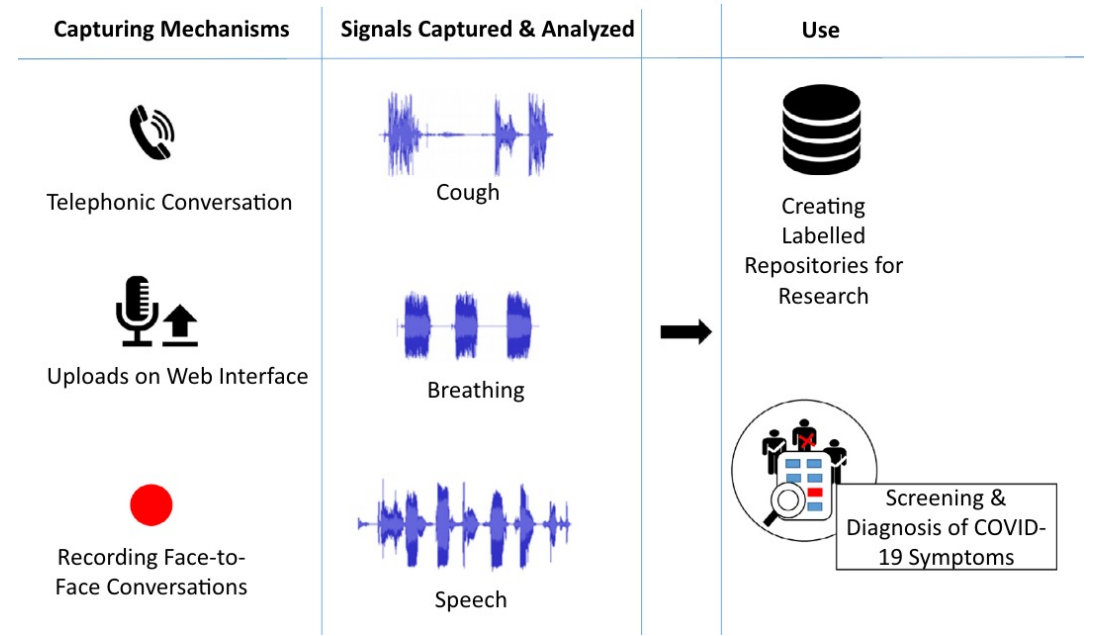 Capturing Mechanisms
Signals Captured & Analyzed
Use
Telephonic Conversation
Cough
Creating
Labelled
Repositories for
Research
Uploads on Web Interface
Breathing
Recording Face-to-
Face Conversations
Speech
Screening &
Diagnosis of COVID-
19 Symptoms